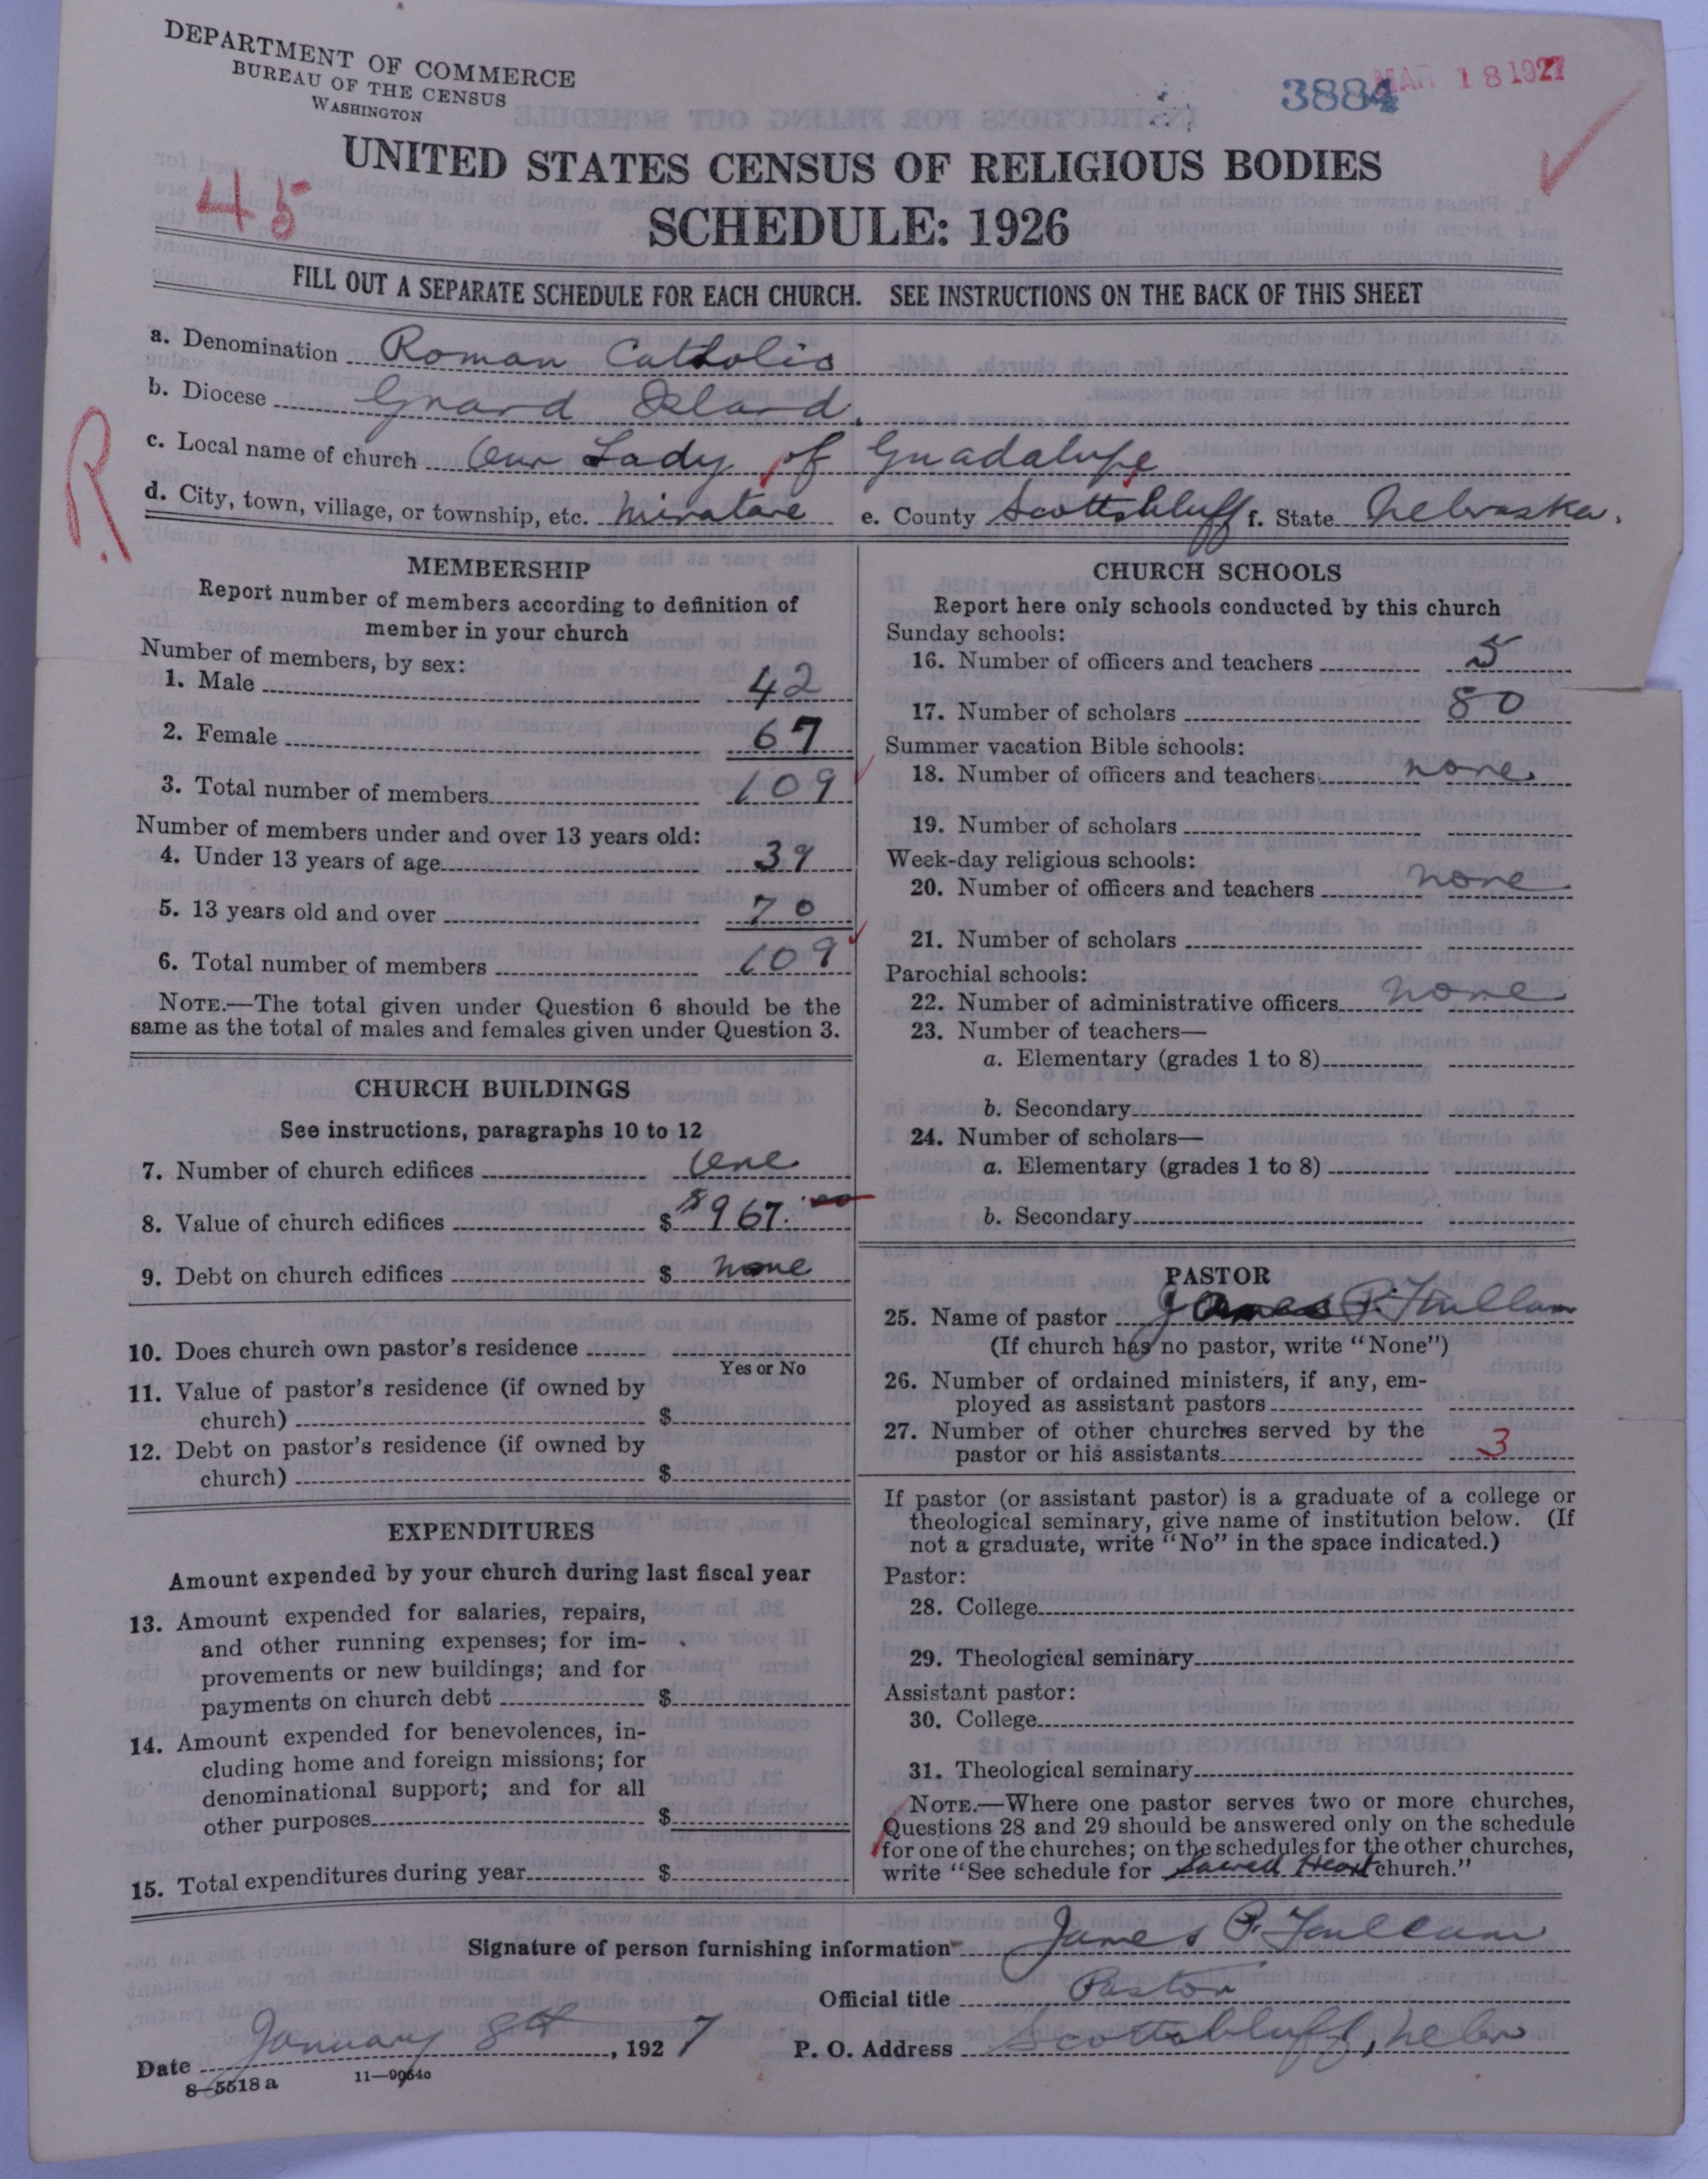 DEPARTMENT OF COMMERCE
BUREAU OF THE CENSUS
WASHINGTON
3884
MAR 18 1927
UNITED STATES CENSUS OF RELIGIOUS BODIES
45
SCHEDULE: 1926
FILL OUT A SEPARATE SCHEDULE FOR EACH CHURCH. SEE INSTRUCTIONS ON THE BACK OF THIS SHEET
a. Denomination Roman Catholic
b. Diocese Grand Island.
R
c. Local name of church Our Lady of Guadalupe
d. City, town, village, or township, etc. Minatare e. County Scottsbluff f. State Nebraska.
MEMBERSHIP
Report number of members according to definition of
member in your church
Number of members, by sex:
1. Male 42
2. Female 67
3. Total number of members 109
Number of members under and over 13 years old:
4. Under 13 years of age 39
5. 13 years old and over 70
6. Total number of members 109
NOTE.—The total given under Question 6 should be the
same as the total of males and females given under Question 3.
CHURCH BUILDINGS
See instructions, paragraphs 10 to 12
7. Number of church edifices One
8. Value of church edifices $ $967.00
9. Debt on church edifices $ none
10. Does church own pastor's residence
Yes or No
11. Value of pastor's residence (if owned by
church) $
12. Debt on pastor's residence (if owned by
church) $
EXPENDITURES
Amount expended by your church during last fiscal year
13. Amount expended for salaries, repairs,
and other running expenses; for im-
provements or new buildings; and for
payments on church debt $
14. Amount expended for benevolences, in-
cluding home and foreign missions; for
denominational support; and for all
other purposes $
15. Total expenditures during year $
CHURCH SCHOOLS
Report here only schools conducted by this church
Sunday schools:
16. Number of officers and teachers 5
17. Number of scholars 80
Summer vacation Bible schools:
18. Number of officers and teachers none
19. Number of scholars
Week-day religious schools:
20. Number of officers and teachers none
21. Number of scholars
Parochial schools:
22. Number of administrative officers none
23. Number of teachers—
a. Elementary (grades 1 to 8)
b. Secondary
24. Number of scholars—
a. Elementary (grades 1 to 8)
b. Secondary
PASTOR
25. Name of pastor James P.
(If church has no pastor, write "None")
26. Number of ordained ministers, if any, em-
ployed as assistant pastors
27. Number of other churches served by the
pastor or his assistants 3
If pastor (or assistant pastor) is a graduate of a college or
theological seminary, give name of institution below. (If
not a graduate, write "No" in the space indicated.)
Pastor:
28. College
29. Theological seminary
Assistant pastor:
30. College
31. Theological seminary
NOTE.—Where one pastor serves two or more churches,
Questions 28 and 29 should be answered only on the schedule
for one of the churches; on the schedules for the other churches,
write "See schedule for Sacred Heart church."
Signature of person furnishing information James P.
Official title Pastor
Date January 8th, 1927 P. O. Address Scottsbluff, Nebr
8—5518 a 11—9054o